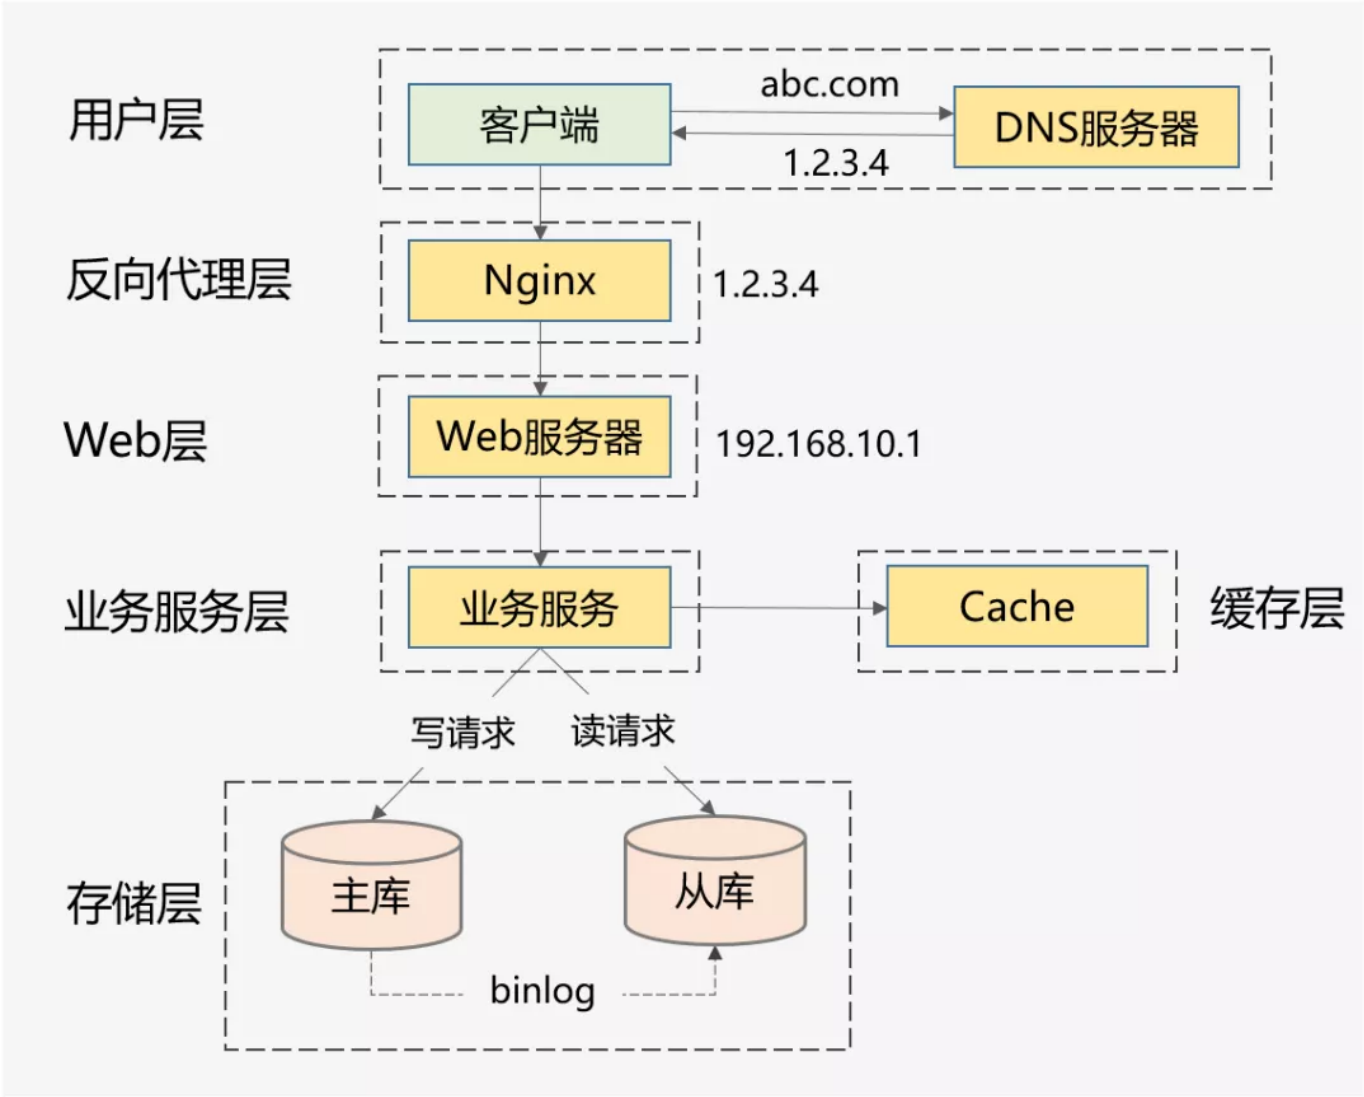 用户层
客户端
abc.com
DNS服务器
1.2.3.4
反向代理层
Nginx
1.2.3.4
Web层
Web服务器
192.168.10.1
业务服务层
业务服务
Cache
缓存层
写请求
读请求
存储层
主库
从库
binlog